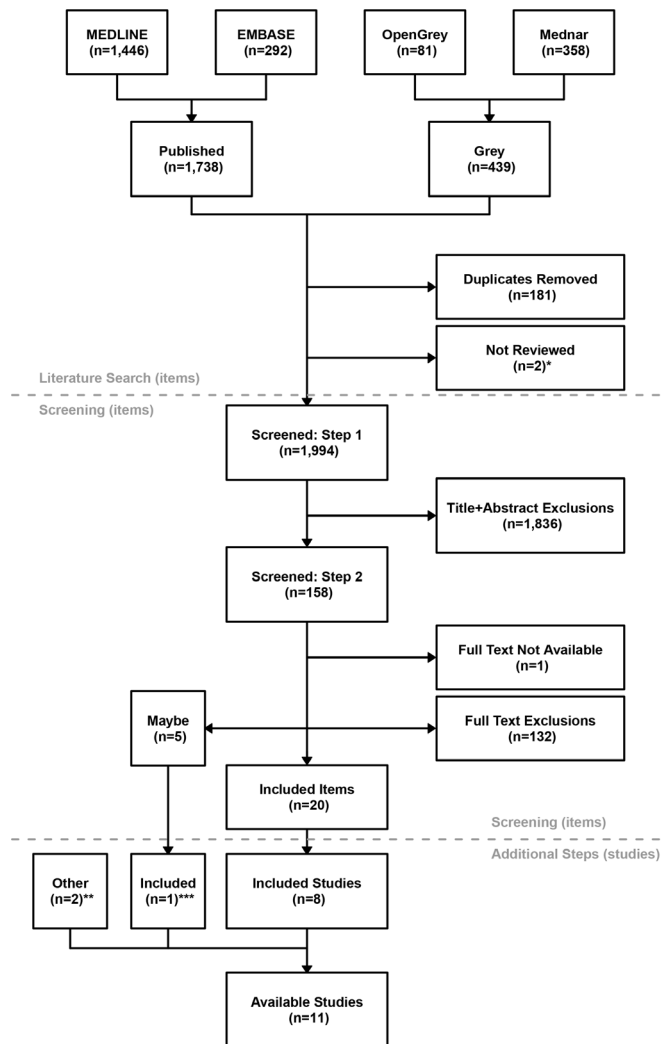 MEDLINE
(n=1,446)
EMBASE
(n=292)
OpenGrey
(n=81)
Mednar
(n=358)
Published
(n=1,738)
Grey
(n=439)
Duplicates Removed
(n=181)
Not Reviewed
(n=2)*
Literature Search (items)
Screening (items)
Screened: Step 1
(n=1,994)
Title+Abstract Exclusions
(n=1,836)
Screened: Step 2
(n=158)
Full Text Not Available
(n=1)
Maybe
(n=5)
Full Text Exclusions
(n=132)
Included Items
(n=20)
Screening (items)
Additional Steps (studies)
Other
(n=2)**
Included
(n=1)***
Included Studies
(n=8)
Available Studies
(n=11)